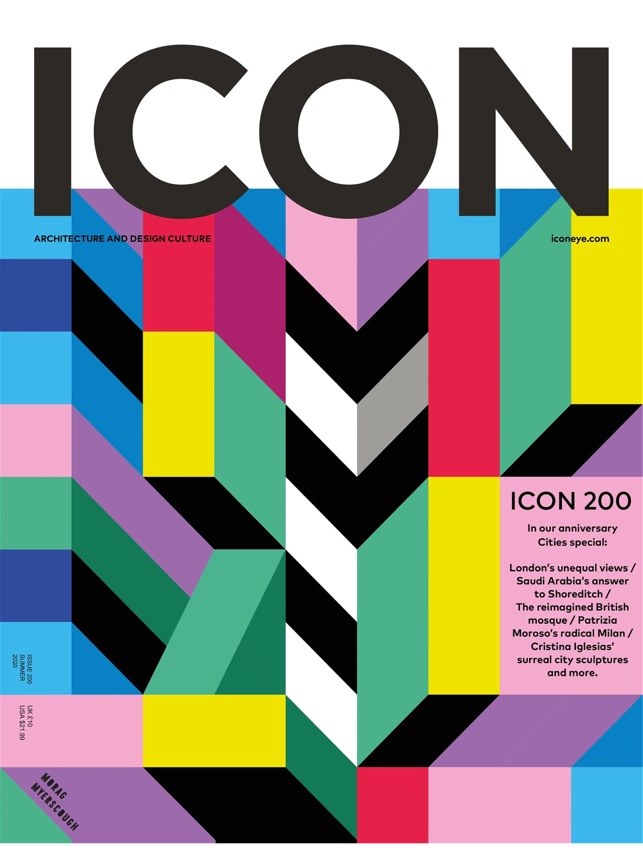 ICON
ARCHITECTURE AND DESIGN CULTURE
iconeye.com
ICON 200
In our anniversary
Cities special:
London's unequal views /
Saudi Arabia's answer
to Shoreditch /
The reimagined British
mosque / Patrizia
Moroso's radical Milan /
Cristina Iglesias'
surreal city sculptures
and more.
ISSUE 200
SUMMER
2020
UK £10
USA $21.99
MORAG
MYERSCOUGH